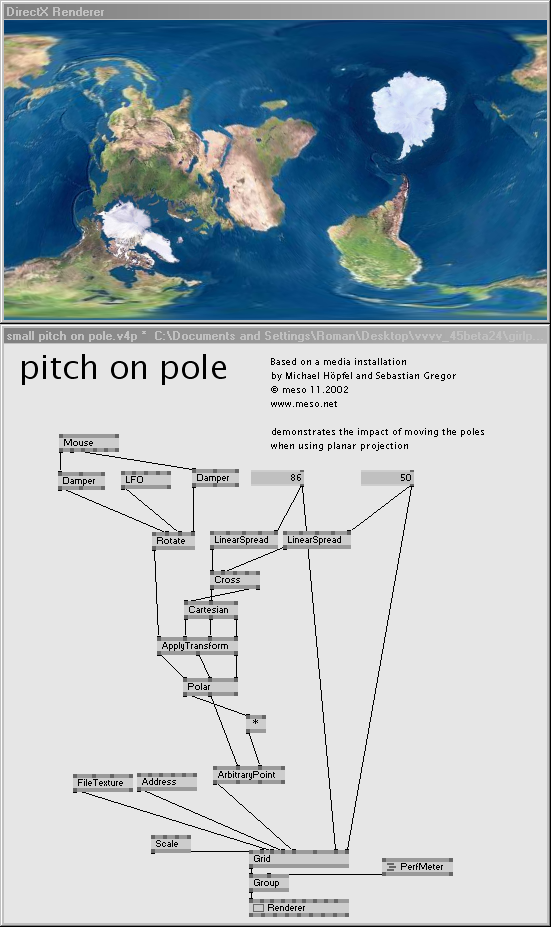 DirectX Renderer
small pitch on pole.v4p * C:\Documents and Settings\Roman\Desktop\vvvv_45beta24\girlp
pitch on pole
Based on a media installation
by Michael Höpfel and Sebastian Gregor
© meso 11.2002
www.meso.net
demonstrates the impact of moving the poles
when using planar projection
Mouse
Damper
LFO
Damper
86
50
Rotate
LinearSpread
LinearSpread
Cross
Cartesian
ApplyTransform
Polar
*
ArbitraryPoint
FileTexture
Address
Scale
Grid
PerfMeter
Group
Renderer